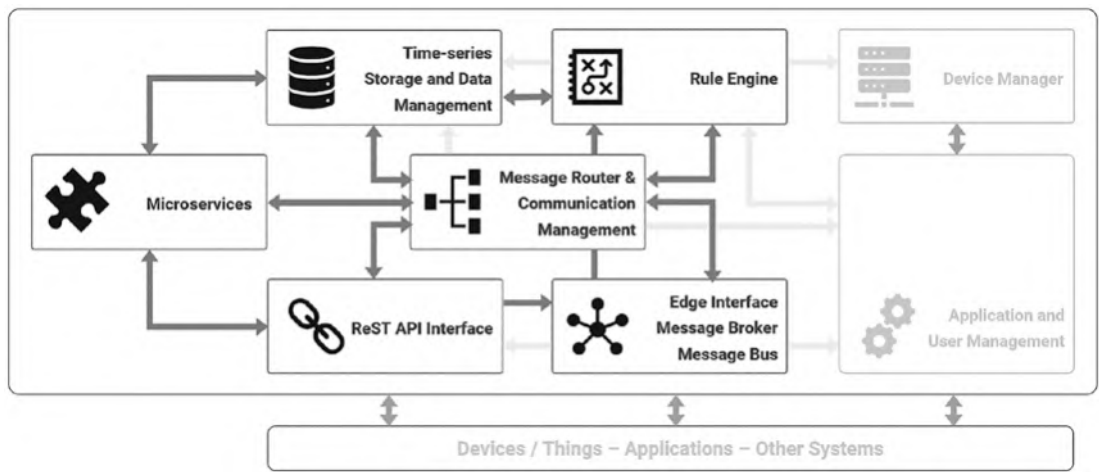 Time-series
Storage and Data
Management
Rule Engine
Device Manager
Microservices
Message Router &
Communication
Management
ReST API Interface
Edge Interface
Message Broker
Message Bus
Application and
User Management
Devices / Things – Applications – Other Systems